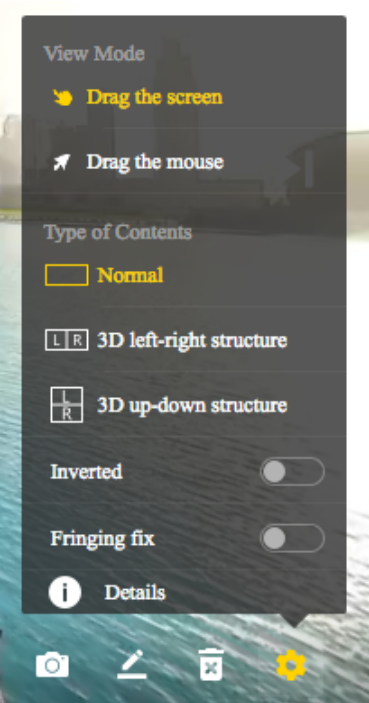 View Mode
Drag the screen
Drag the mouse
Type of Contents
Normal
L R 3D left-right structure
L
R
3D up-down structure
Inverted
Fringing fix
i Details